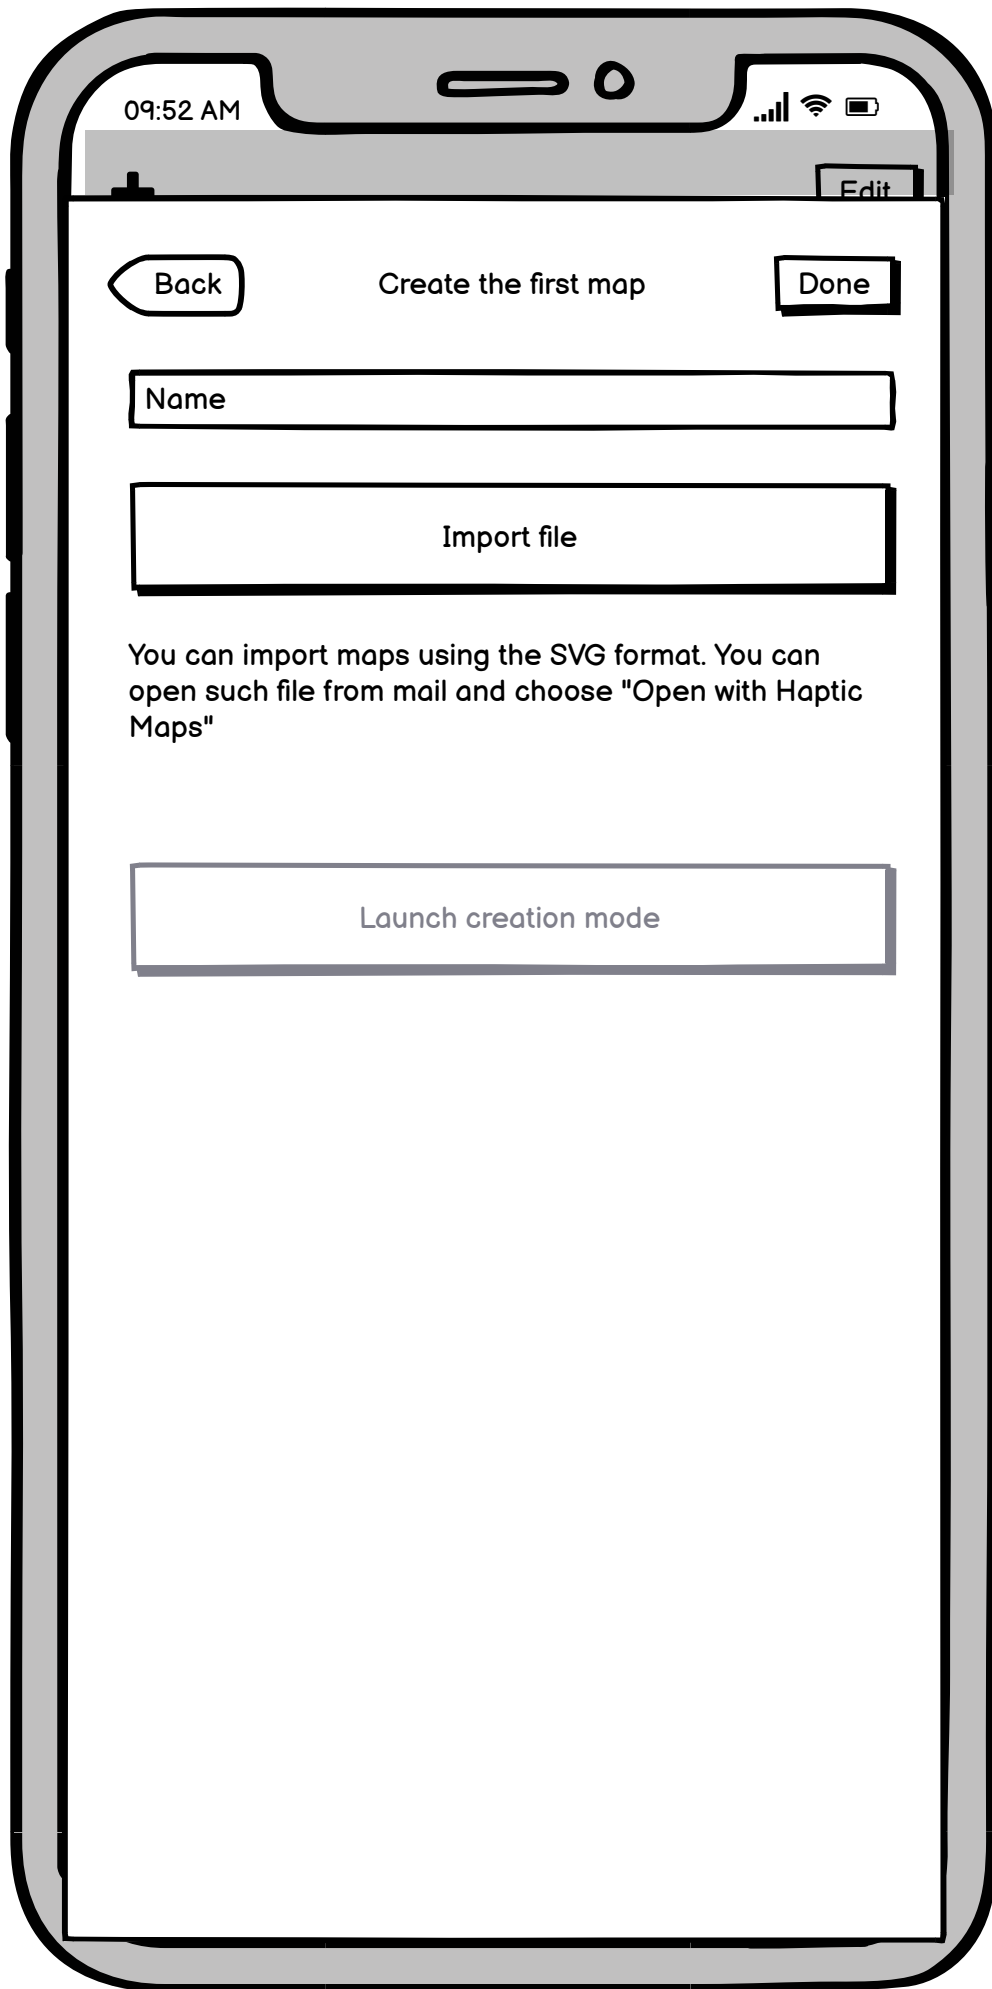 09:52 AM
Edit
Back
Create the first map
Done
Name
Import file
You can import maps using the SVG format. You can
open such file from mail and choose "Open with Haptic
Maps"
Launch creation mode